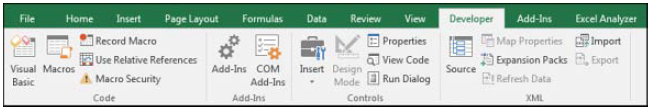 File Home Insert Page Layout Formulas Data Review View Developer Add-Ins Excel Analyzer
Visual Basic
Macros
Record Macro
Use Relative References
Macro Security
Code
Add-Ins
COM Add-Ins
Add-Ins
Insert
Design Mode
Properties
View Code
Run Dialog
Controls
Source
Map Properties
Expansion Packs
Refresh Data
Import
Export
XML